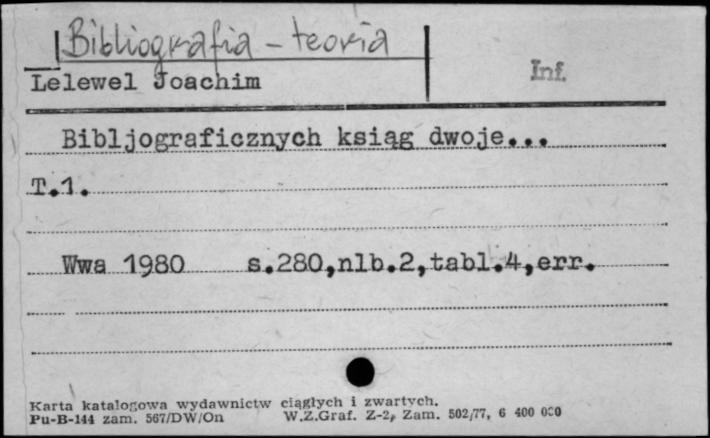 Bibliografia - teoria
Inf.
Lelewel Joachim
Bibljograficznych ksiąg dwoje...
T.1.
Wwa 1980 s.280,nlb.2,tabl.4,err.
Karta katalogowa wydawnictw ciągłych i zwartych.
Pu-B-144 zam. 567/DW/On W.Z.Graf. Z-2, Zam. 502/77, 6 400 000